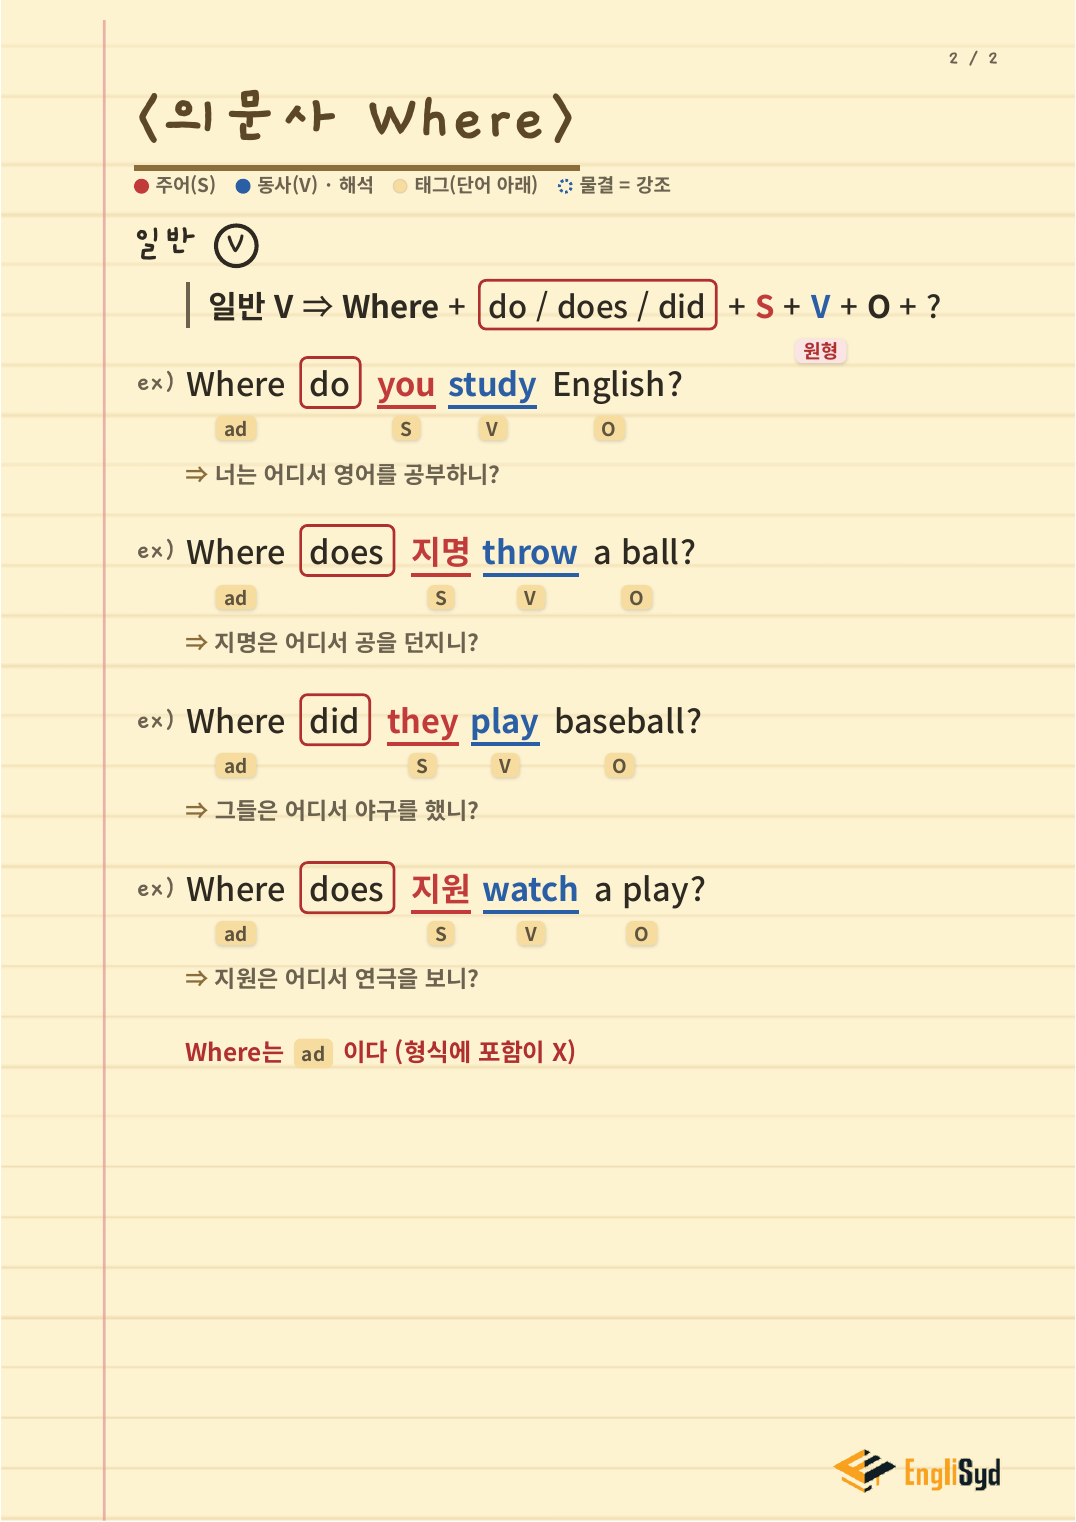 2 / 2
<의문사 Where>
주어(S) 동사(V) · 해석 태그(단어 아래) 물결 = 강조
일반 V
일반 V ⇒ Where + do / does / did + S + V + O + ?
원형
ex) Where do you study English?
ad S V O
⇒ 너는 어디서 영어를 공부하니?
ex) Where does 지명 throw a ball?
ad S V O
⇒ 지명은 어디서 공을 던지니?
ex) Where did they play baseball?
ad S V O
⇒ 그들은 어디서 야구를 했니?
ex) Where does 지원 watch a play?
ad S V O
⇒ 지원은 어디서 연극을 보니?
Where는 ad 이다 (형식에 포함이 X)
EngliSyd